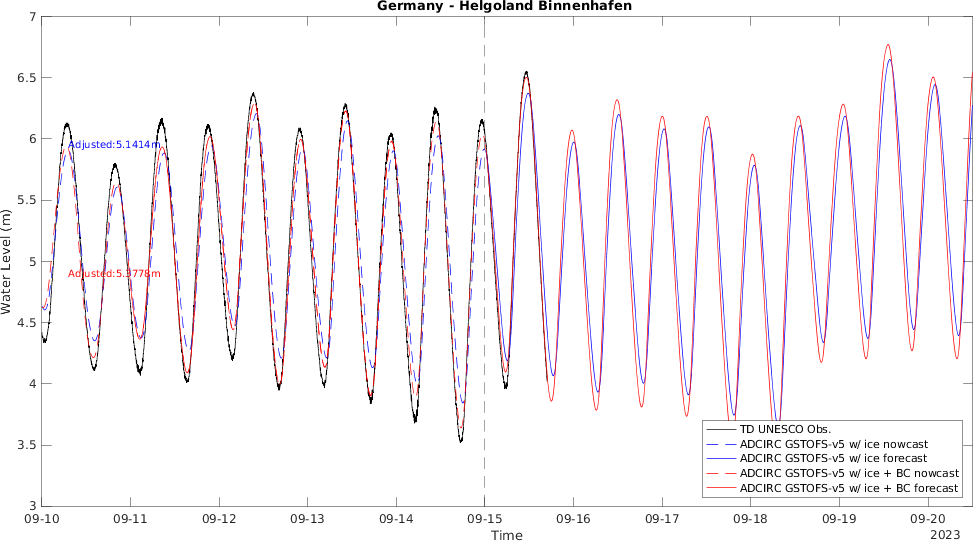 Germany - Helgoland Binnenhafen
7
6.5
6
5.5
5
4.5
4
3.5
3
Water Level (m)
Adjusted:5.1414m
TD UNESCO Obs.
ADCIRC GSTOFS-v5 w/ ice nowcast
ADCIRC GSTOFS-v5 w/ ice forecast
ADCIRC GSTOFS-v5 w/ ice + BC nowcast
ADCIRC GSTOFS-v5 w/ ice + BC forecast
09-10 09-11 09-12 09-13 09-14 09-15 09-16 09-17 09-18 09-19 09-20
2023
Time